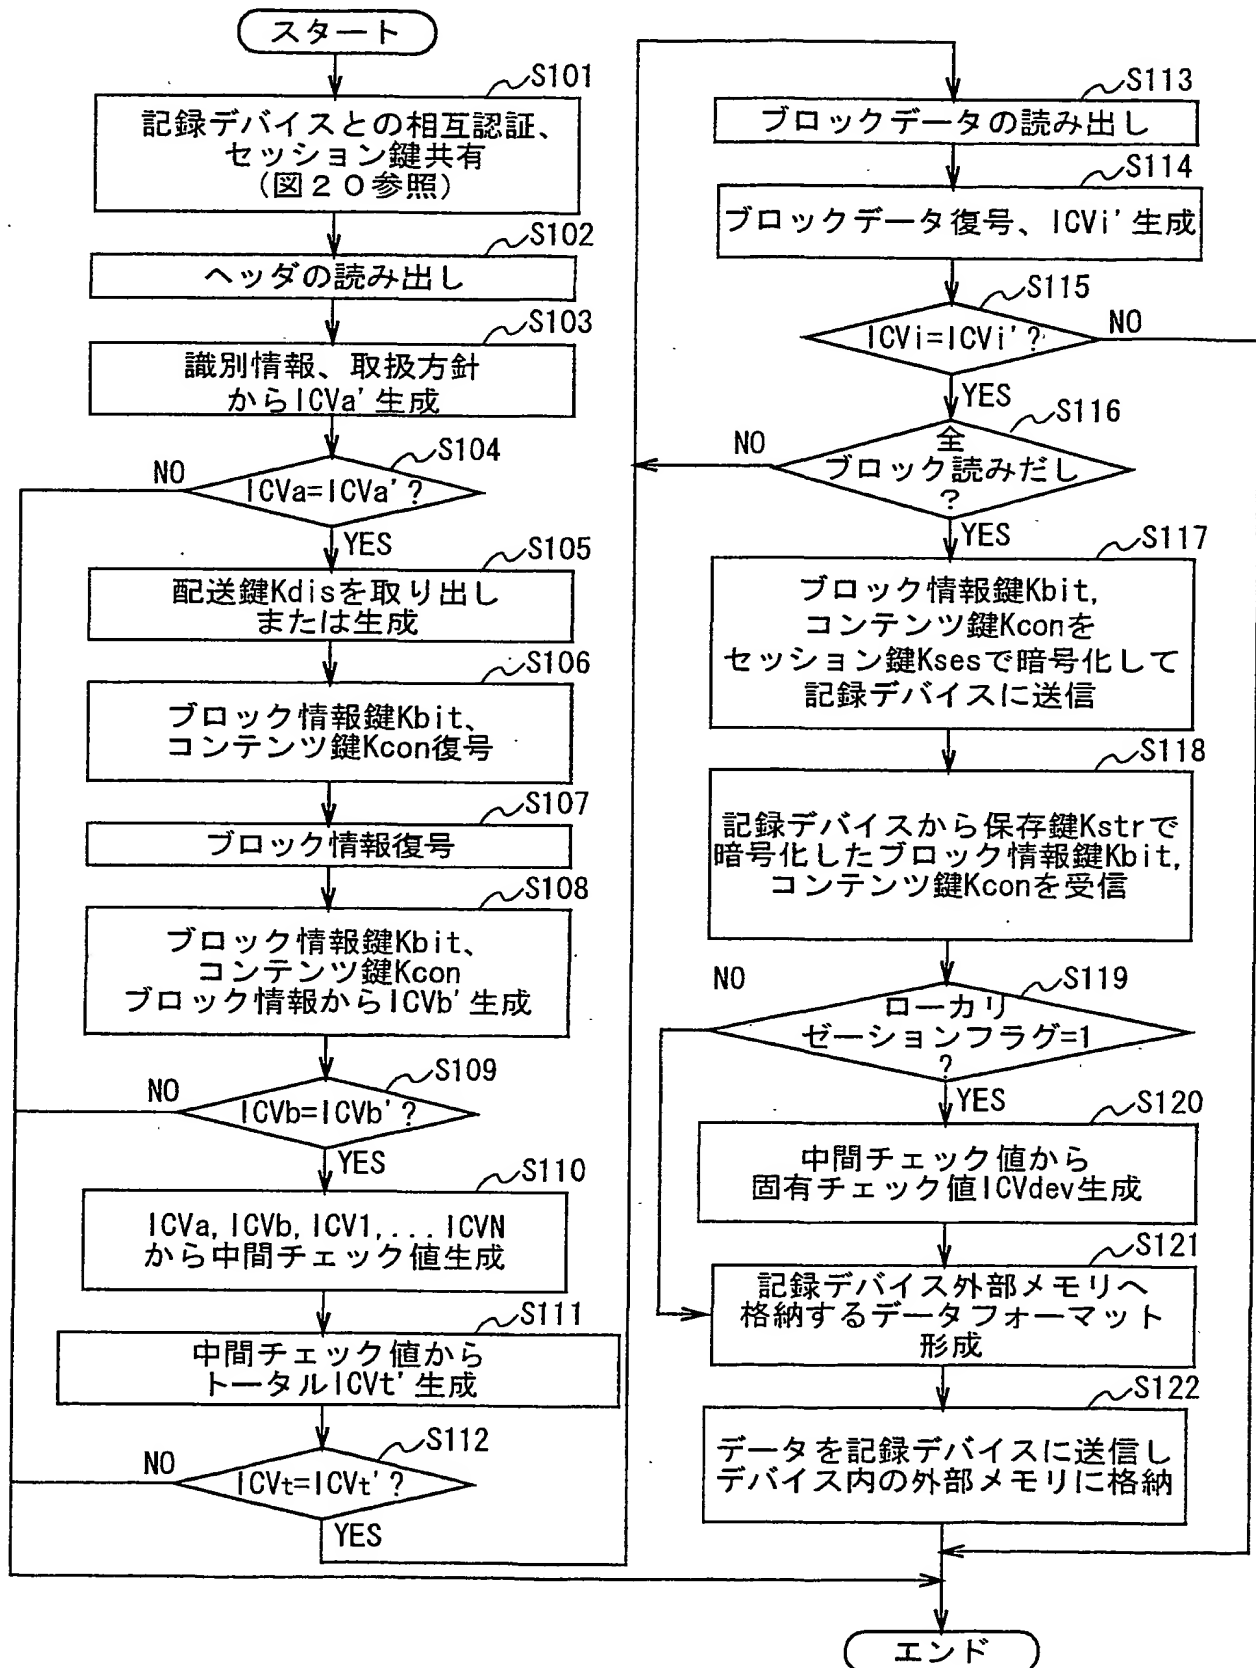 スタート
S101
記録デバイスとの相互認証、
セッション鍵共有
(図20参照)
S102
ヘッダの読み出し
S103
識別情報、取扱方針
からICVa'生成
S104
NO
ICVa=ICVa'?
YES
S105
配送鍵Kdisを取り出し
または生成
S106
ブロック情報鍵Kbit、
コンテンツ鍵Kcon復号
S107
ブロック情報復号
S108
ブロック情報鍵Kbit、
コンテンツ鍵Kcon
ブロック情報からICVb'生成
S109
NO
ICVb=ICVb'?
YES
S110
ICVa,ICVb,ICV1,...ICVN
から中間チェック値生成
S111
中間チェック値から
トータルICVt'生成
S112
NO
ICVt=ICVt'?
YES
S113
ブロックデータの読み出し
S114
ブロックデータ復号、ICVi'生成
S115
ICVi=ICVi'?
NO
YES
S116
NO
全
ブロック読みだし
?
YES
S117
ブロック情報鍵Kbit,
コンテンツ鍵Kconを
セッション鍵Ksesで暗号化して
記録デバイスに送信
S118
記録デバイスから保存鍵Kstrで
暗号化したブロック情報鍵Kbit,
コンテンツ鍵Kconを受信
S119
NO
ローカリ
ゼーションフラグ=1
?
YES
S120
中間チェック値から
固有チェック値ICVdev生成
S121
記録デバイス外部メモリへ
格納するデータフォーマット
形成
S122
データを記録デバイスに送信し
デバイス内の外部メモリに格納
エンド